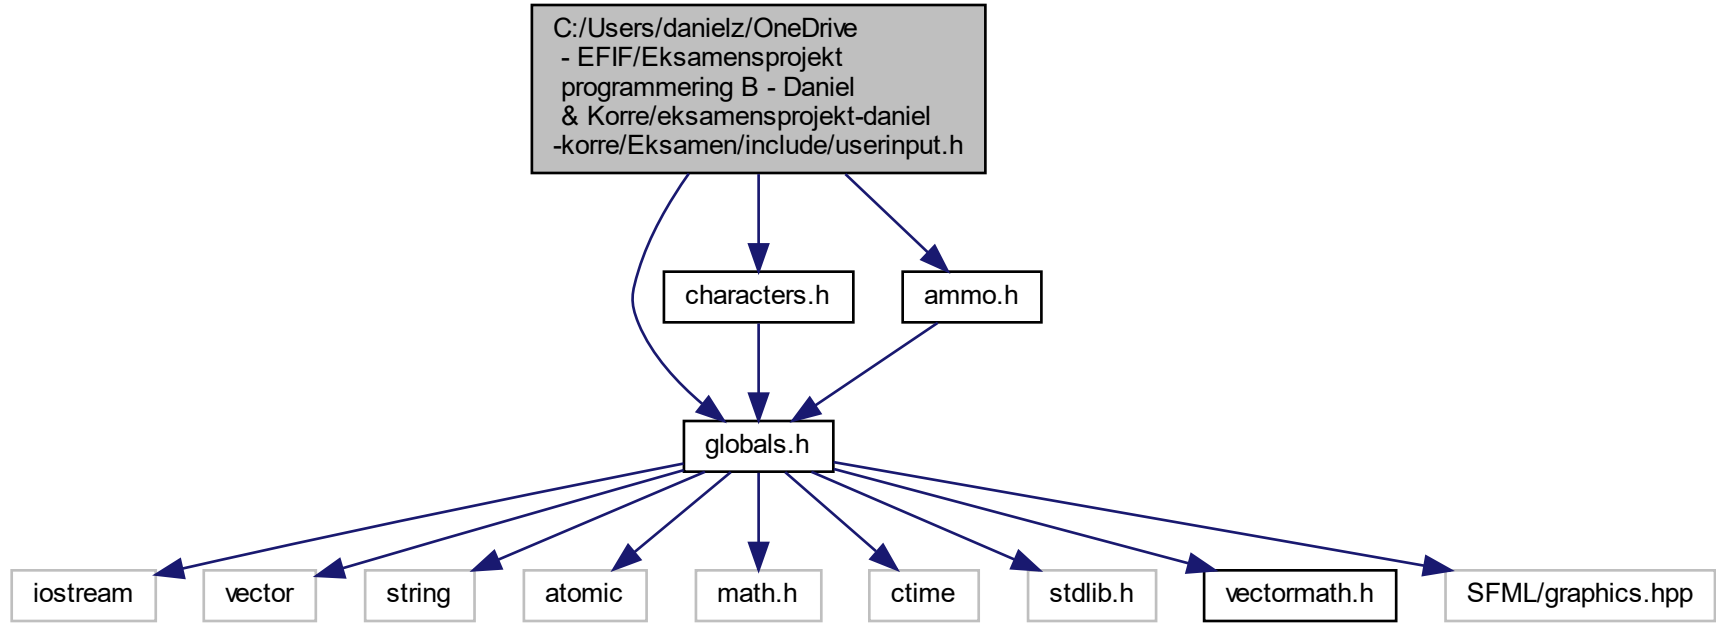 C:/Users/danielz/OneDrive
- EFIF/Eksamensprojekt
programmering B - Daniel
& Korre/eksamensprojekt-daniel
-korre/Eksamen/include/userinput.h
characters.h
ammo.h
globals.h
iostream
vector
string
atomic
math.h
ctime
stdlib.h
vectormath.h
SFML/graphics.hpp